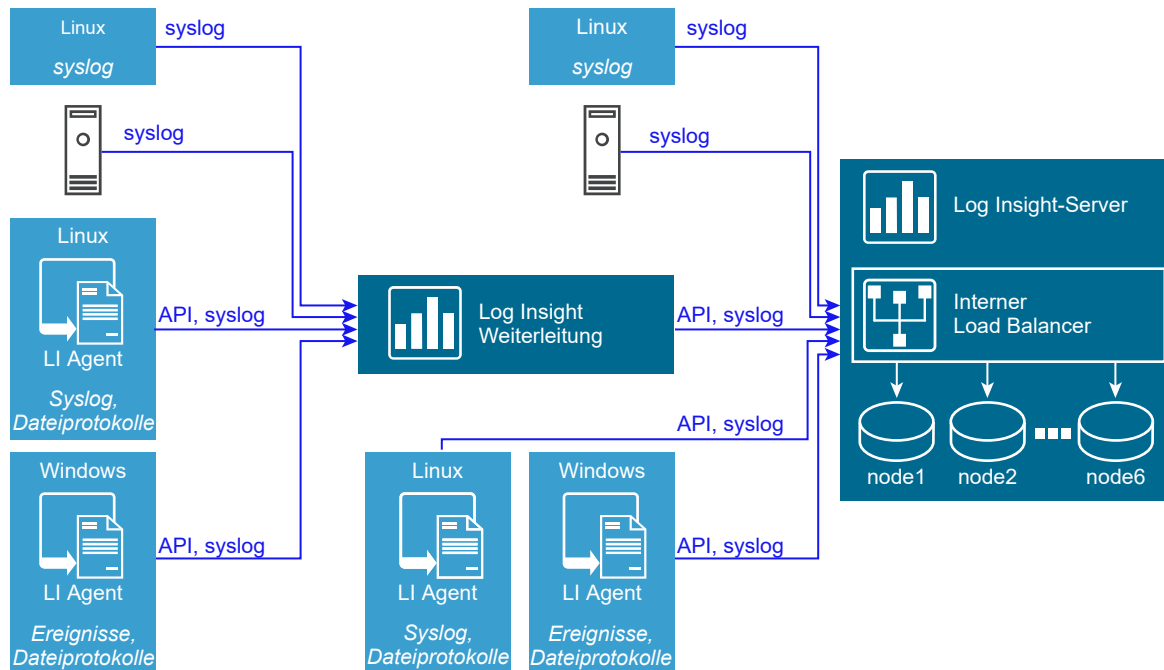 Linux
syslog
syslog
syslog
Linux
LI Agent
Syslog,
Dateiprotokolle
API, syslog
Windows
LI Agent
Ereignisse,
Dateiprotokolle
API, syslog
Log Insight
Weiterleitung
API, syslog
Linux
syslog
syslog
syslog
Linux
LI Agent
Syslog,
Dateiprotokolle
API, syslog
Windows
LI Agent
Ereignisse,
Dateiprotokolle
API, syslog
Log Insight-Server
Interner
Load Balancer
node1
node2
node6